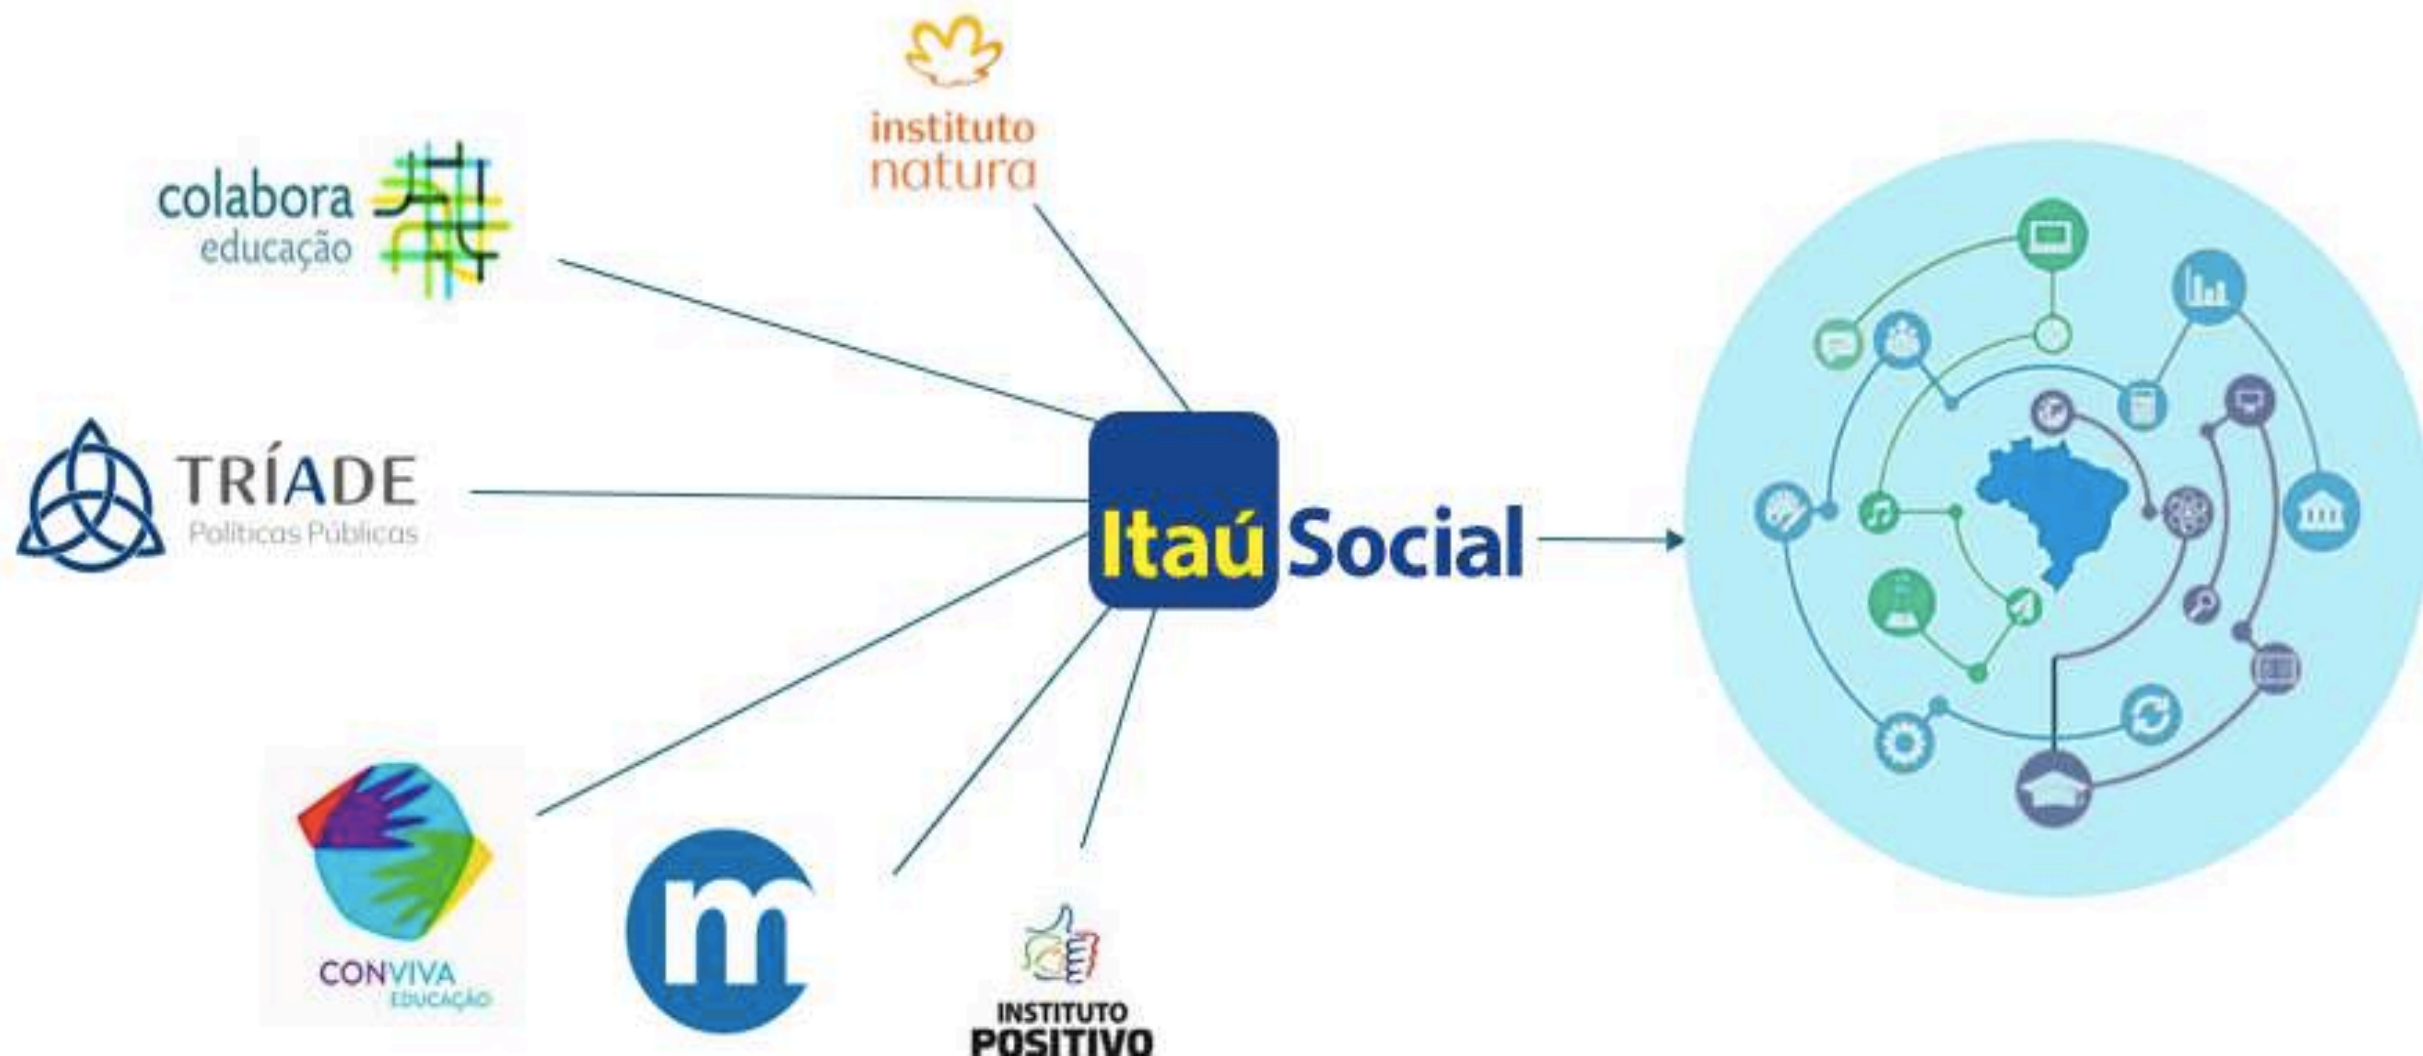 instituto
natura
colabora
educação
TRÍADE
Políticas Públicas
Itaú Social
CONVIVA
EDUCAÇÃO
m
INSTITUTO
POSITIVO